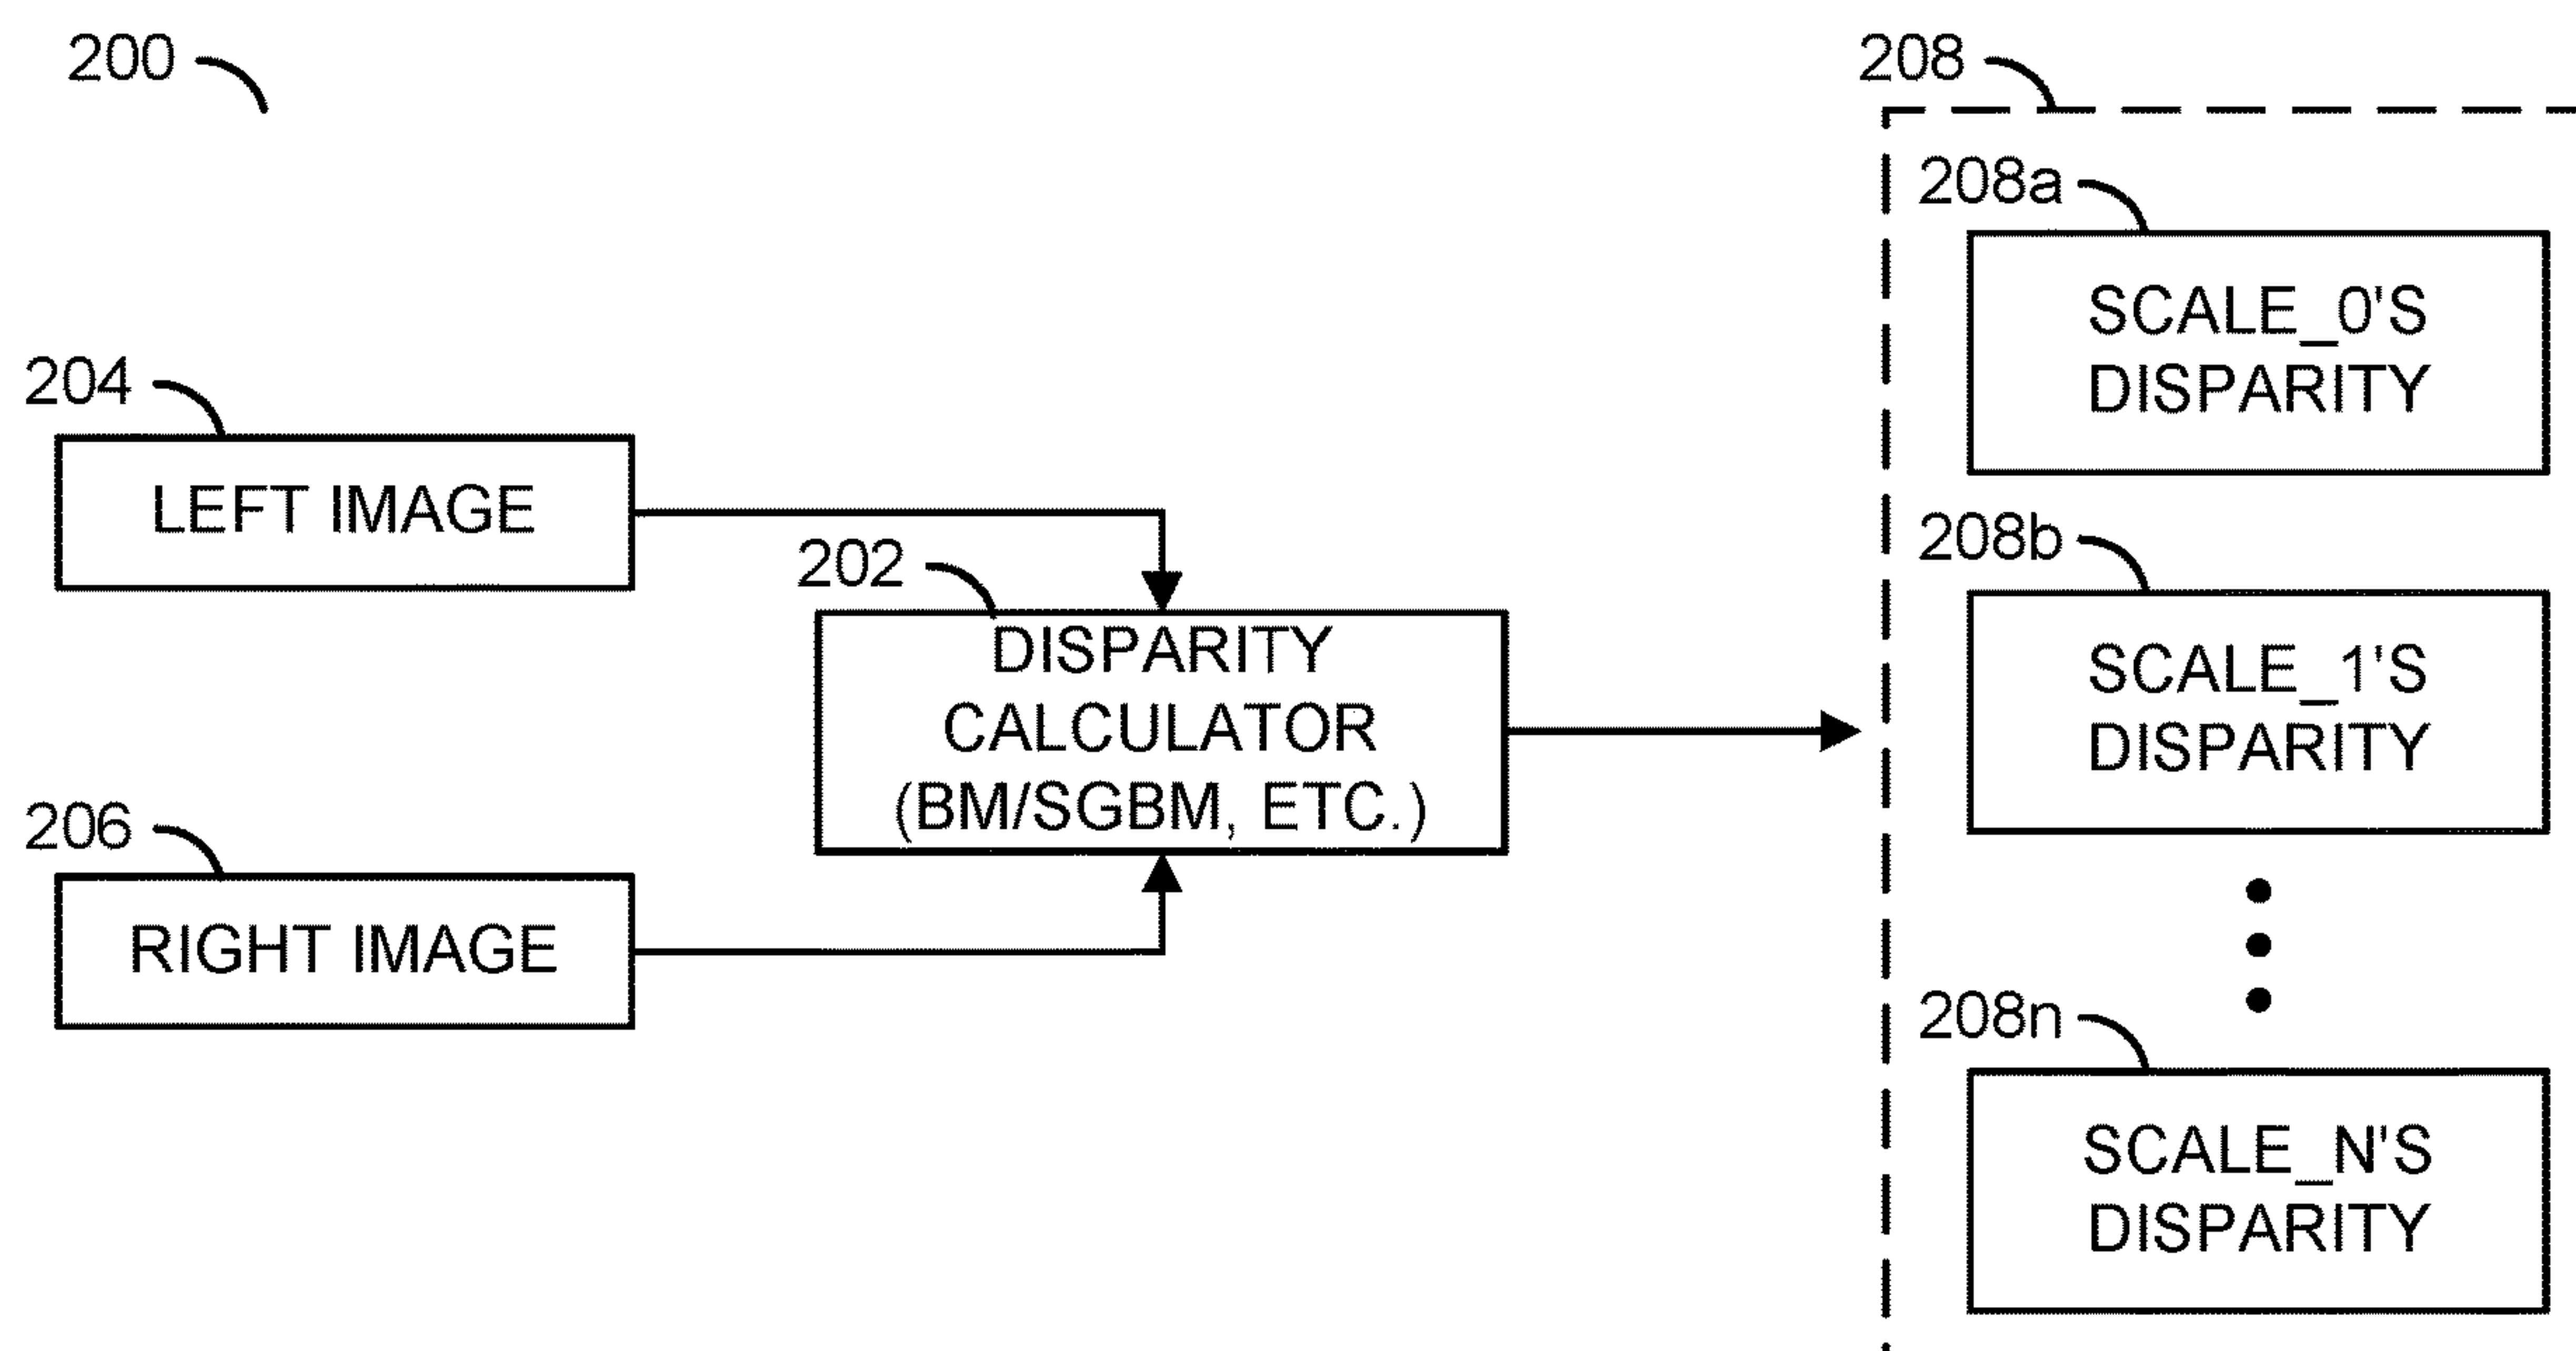 200
208
208a
SCALE_0'S
DISPARITY
204
LEFT IMAGE
202
DISPARITY
CALCULATOR
(BM/SGBM, ETC.)
208b
SCALE_1'S
DISPARITY
206
RIGHT IMAGE
208n
SCALE_N'S
DISPARITY